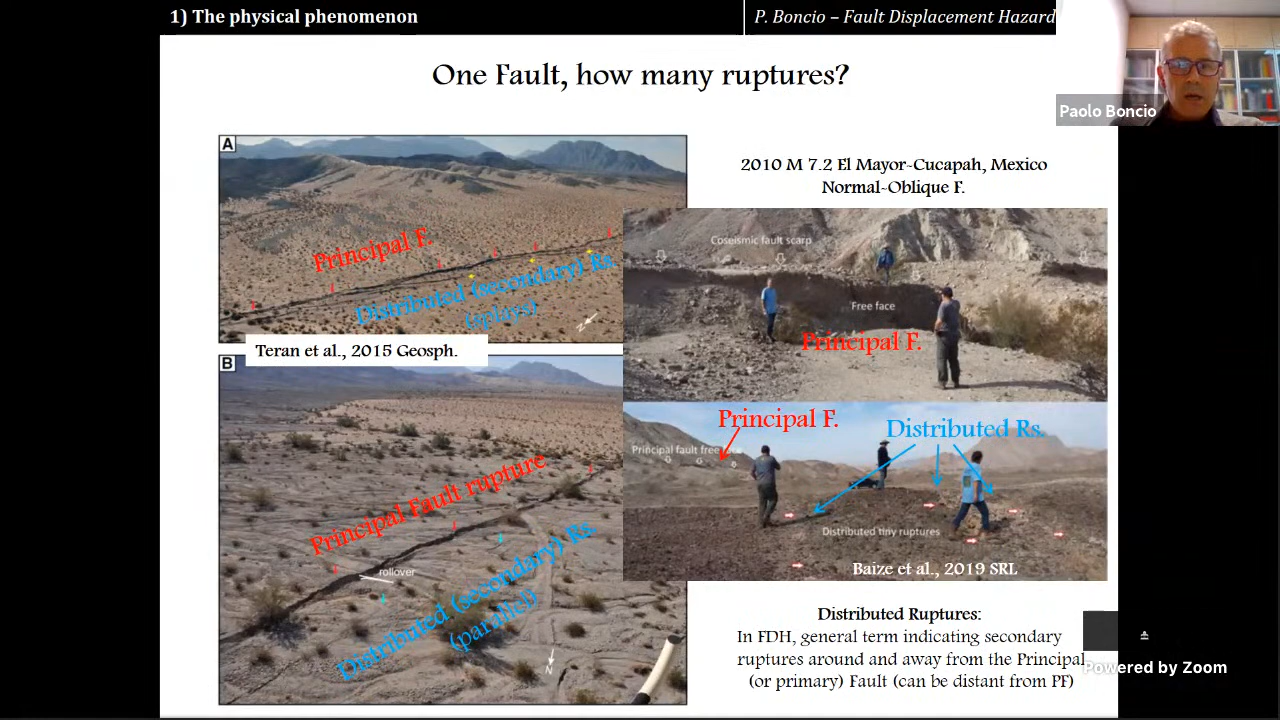 1) The physical phenomenon
P. Boncio – Fault Displacement Hazard
Paolo Boncio
One Fault, how many ruptures?
A
Principal F.
Distributed (secondary) Rs.
(splays)
Z
Teran et al., 2015 Geosph.
B
Principal Fault rupture
rollover
Distributed (secondary) Rs.
(parallel)
N
2010 M 7.2 El Mayor-Cucapah, Mexico
Normal-Oblique F.
Coseismic fault scarp
Free face
Principal F.
Principal F.
Distributed Rs.
Principal fault free
Distributed tiny ruptures
Baize et al., 2019 SRL
Distributed Ruptures:
In FDH, general term indicating secondary
ruptures around and away from the Principal
(or primary) Fault (can be distant from PF)
Powered by Zoom